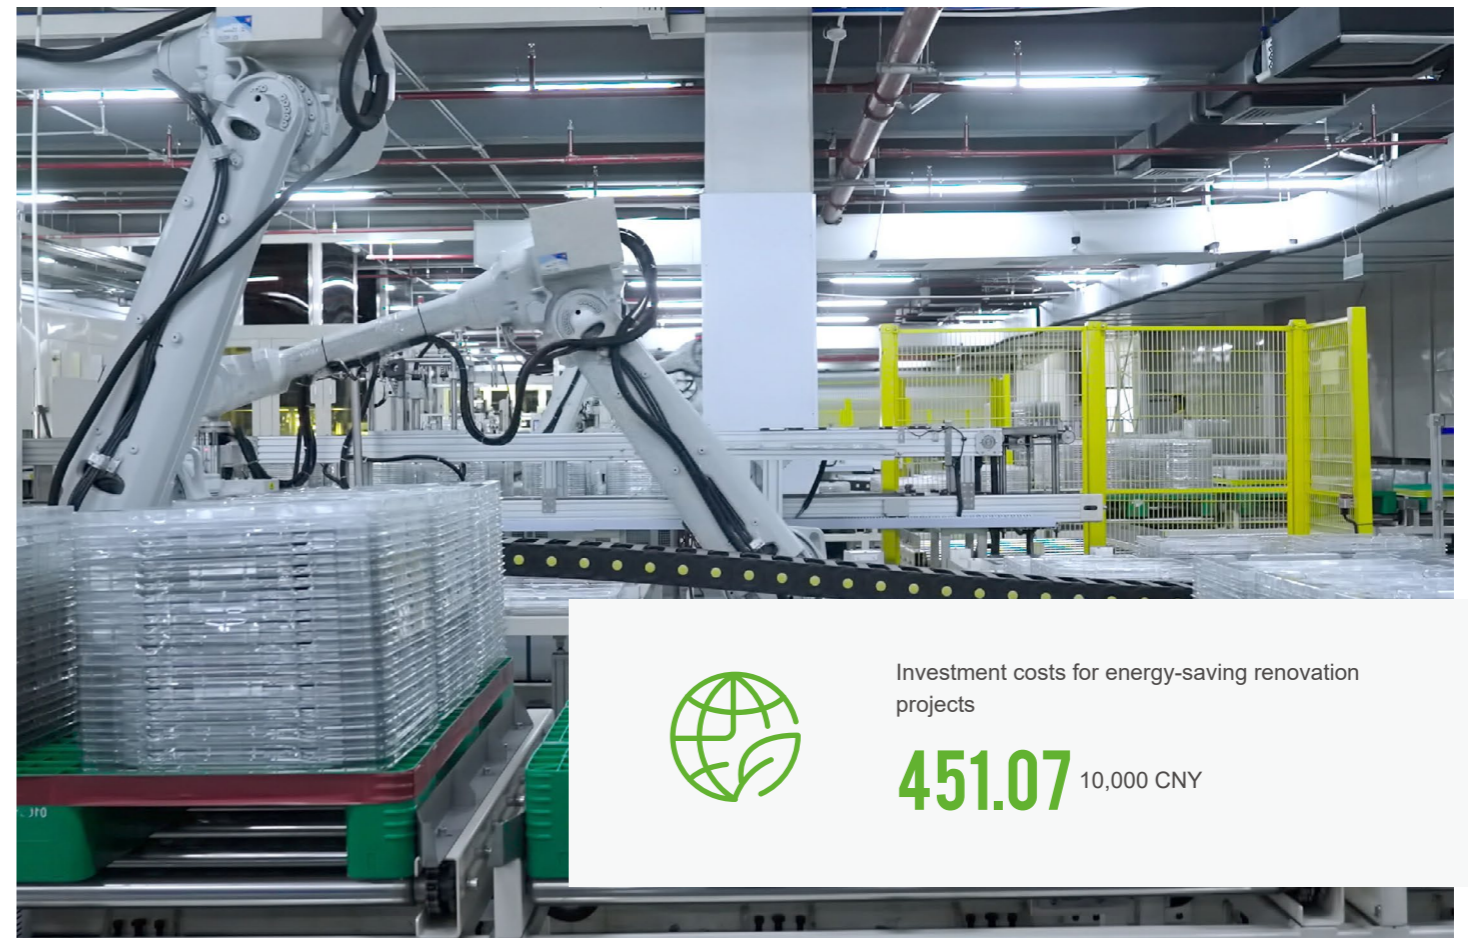 Investment costs for energy-saving renovation
projects
451.07 10,000 CNY